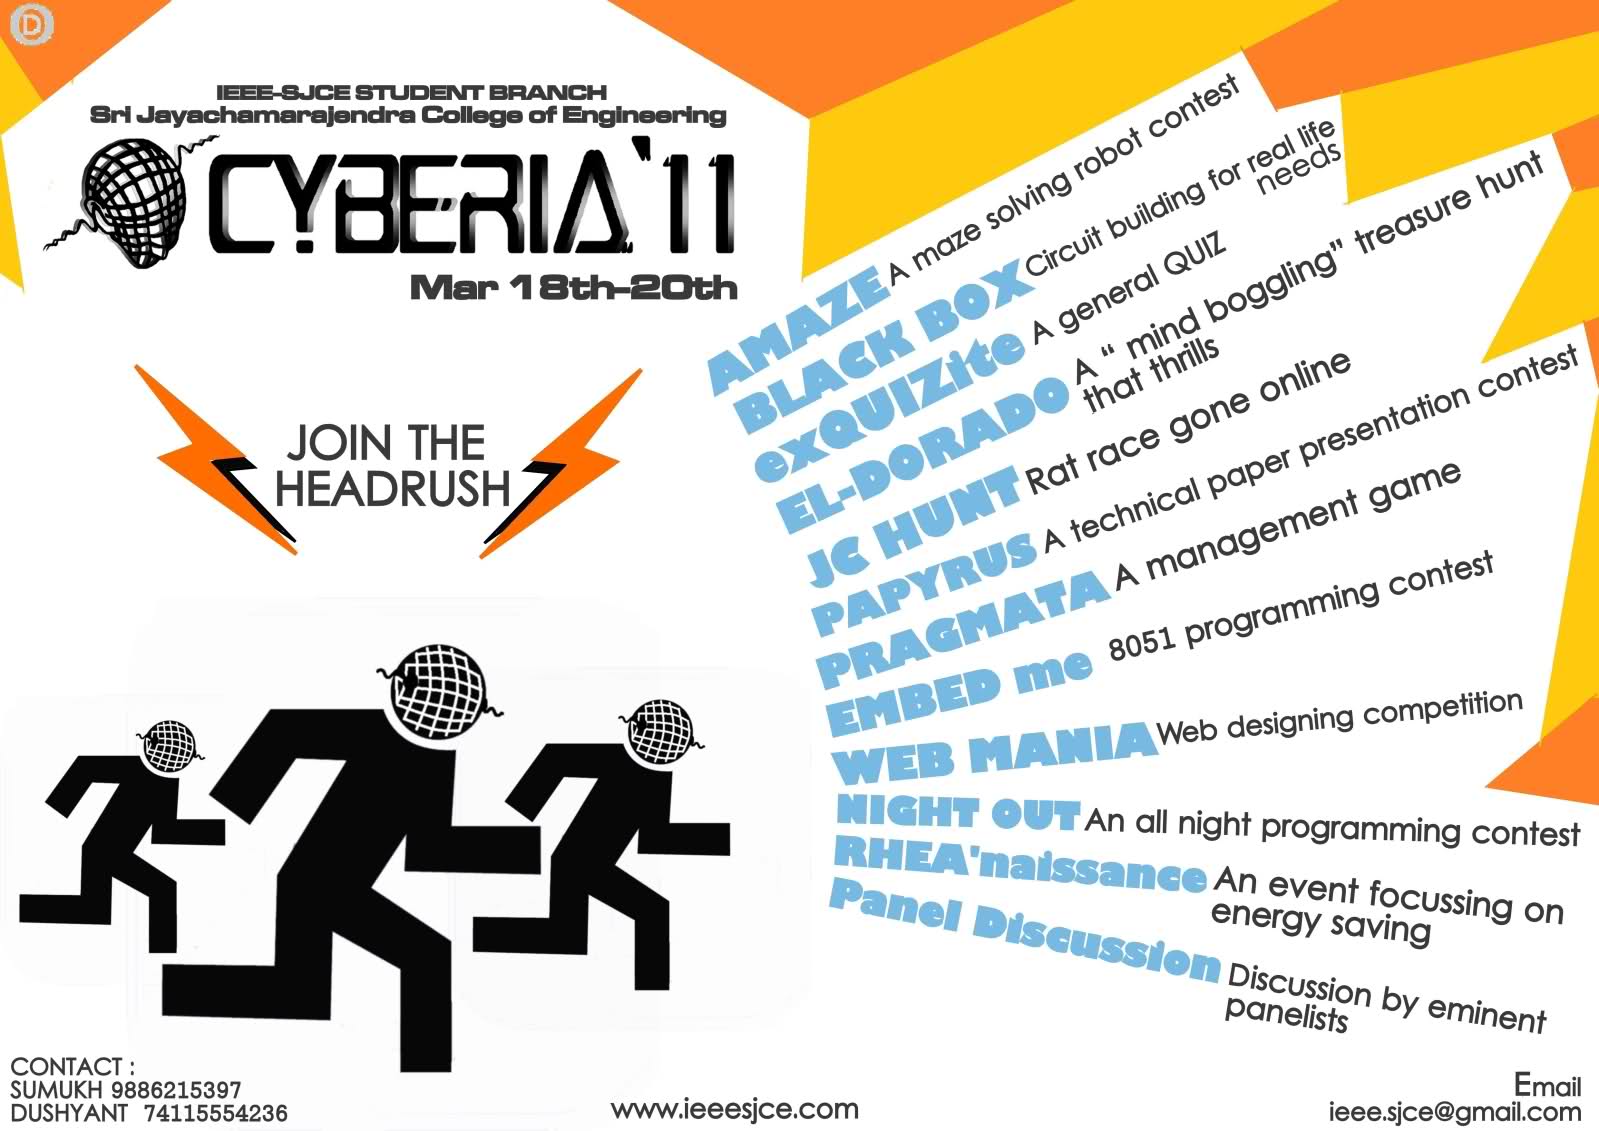 D
IEEE-SJCE STUDENT BRANCH
Sri Jayachamarajendra College of Engineering
CYBERIA'11
Mar 18th-20th
JOIN THE
HEADRUSH
AMAZE A maze solving robot contest
BLACK BOX Circuit building for real life
needs
exQUIZite A general QUIZ
EL-DORADO A “ mind boggling” treasure hunt
that thrills
JC HUNT Rat race gone online
PAPYRUS A technical paper presentation contest
PRAGMATA A management game
EMBED me 8051 programming contest
WEB MANIA Web designing competition
NIGHT OUT An all night programming contest
RHEA'naissance An event focussing on
energy saving
Panel Discussion Discussion by eminent
panelists
CONTACT :
SUMUKH 9886215397
DUSHYANT 74115554236
www.ieeesjce.com
Email
ieee.sjce@gmail.com